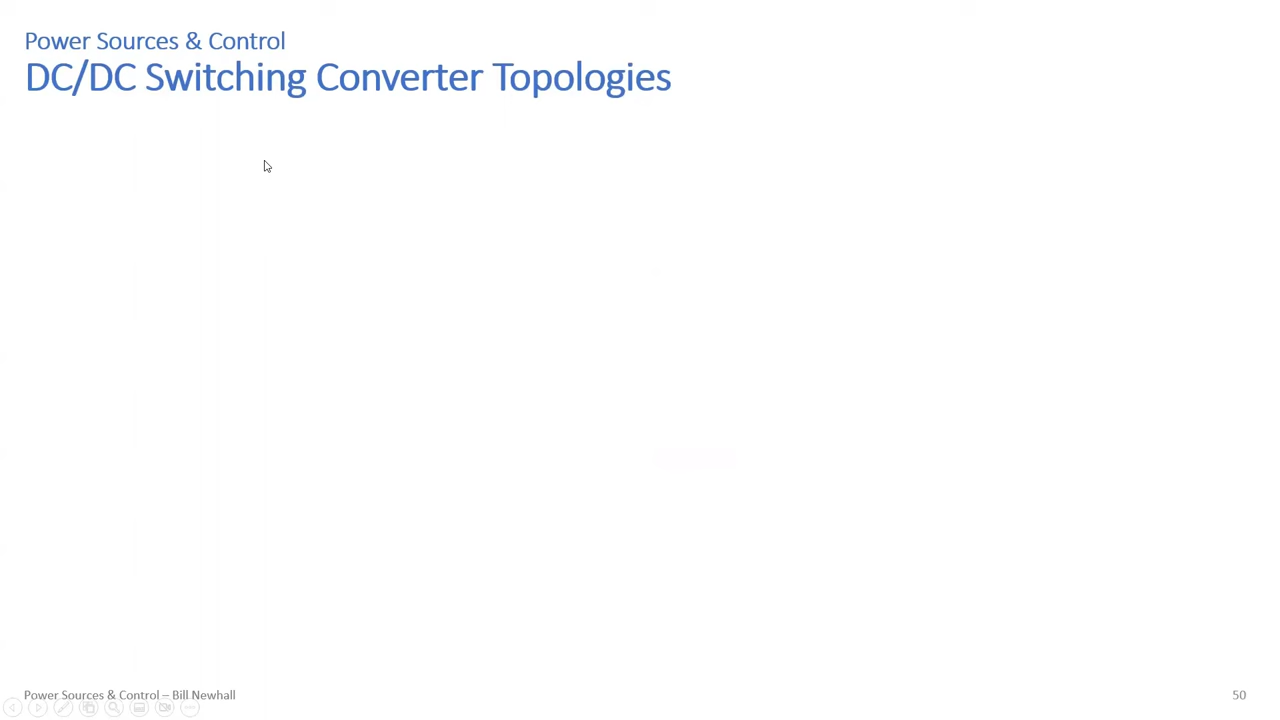 Power Sources & Control
DC/DC Switching Converter Topologies
Power Sources & Control – Bill Newhall
50